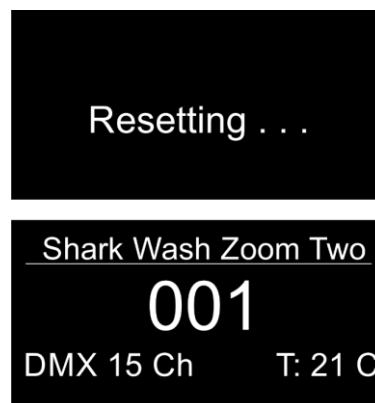 Resetting . . .
Shark Wash Zoom Two
001
DMX 15 Ch T: 21 C